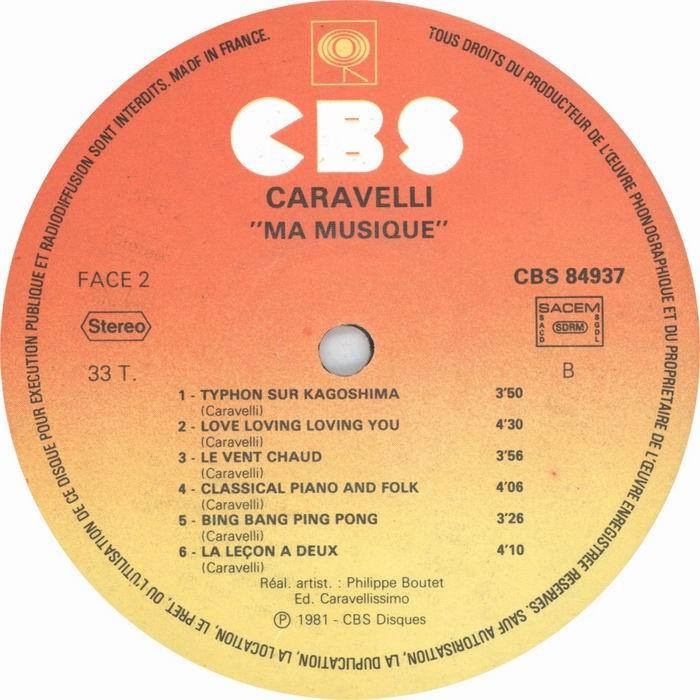 TOUS DROITS DU PRODUCTEUR DE L'ŒUVRE PHONOGRAPHIQUE ET DU PROPRIETAIRE DE L'ŒUVRE ENREGISTREE RESERVES. SAUF AUTORISATION, LA DUPLICATION, LA LOCATION, LE PRET, OU L'UTILISATION DE CE DISQUE POUR EXECUTION PUBLIQUE ET RADIODIFFUSION SONT INTERDITS. MADE IN FRANCE.
CBS
CARAVELLI
"MA MUSIQUE"
FACE 2
CBS 84937
Stereo
SACEM
SACD
SDRM
SGDL
33 T.
B
1 - TYPHON SUR KAGOSHIMA 3'50
(Caravelli)
2 - LOVE LOVING LOVING YOU 4'30
(Caravelli)
3 - LE VENT CHAUD 3'56
(Caravelli)
4 - CLASSICAL PIANO AND FOLK 4'06
(Caravelli)
5 - BING BANG PING PONG 3'26
(Caravelli)
6 - LA LEÇON A DEUX 4'10
(Caravelli)
Réal. artist. : Philippe Boutet
Ed. Caravellissimo
Ⓟ 1981 - CBS Disques